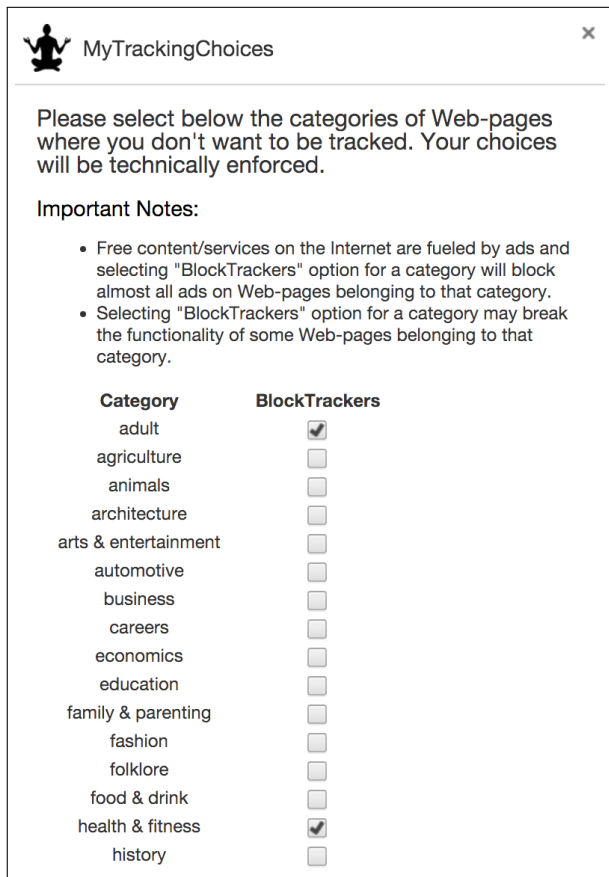 MyTrackingChoices
×
Please select below the categories of Web-pages
where you don't want to be tracked. Your choices
will be technically enforced.
Important Notes:
• Free content/services on the Internet are fueled by ads and
selecting "BlockTrackers" option for a category will block
almost all ads on Web-pages belonging to that category.
• Selecting "BlockTrackers" option for a category may break
the functionality of some Web-pages belonging to that
category.
Category BlockTrackers
adult
agriculture
animals
architecture
arts & entertainment
automotive
business
careers
economics
education
family & parenting
fashion
folklore
food & drink
health & fitness
history